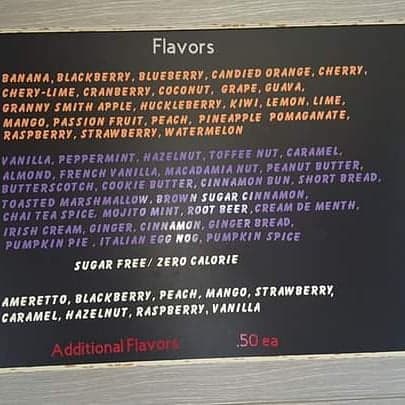 Flavors
BANANA, BLACKBERRY, BLUEBERRY, CANDIED ORANGE, CHERRY,
CHERY-LIME, CRANBERRY, COCONUT, GRAPE, GUAVA,
GRANNY SMITH APPLE, HUCKLEBERRY, KIWI, LEMON, LIME,
MANGO, PASSION FRUIT, PEACH, PINEAPPLE POMAGANATE,
RASPBERRY, STRAWBERRY, WATERMELON
VANILLA, PEPPERMINT, HAZELNUT, TOFFEE NUT, CARAMEL,
ALMOND, FRENCH VANILLA, MACADAMIA NUT, PEANUT BUTTER,
BUTTERSCOTCH, COOKIE BUTTER, CINNAMON BUN, SHORT BREAD,
TOASTED MARSHMALLOW, BROWN SUGAR CINNAMON,
CHAI TEA SPICE, MOJITO MINT, ROOT BEER, CREAM DE MENTH,
IRISH CREAM, GINGER, CINNAMON, GINGER BREAD,
PUMPKIN PIE, ITALIAN EGG NOG, PUMPKIN SPICE
SUGAR FREE/ ZERO CALORIE
AMERETTO, BLACKBERRY, PEACH, MANGO, STRAWBERRY,
CARAMEL, HAZELNUT, RASPBERRY, VANILLA
Additional Flavors .50 ea